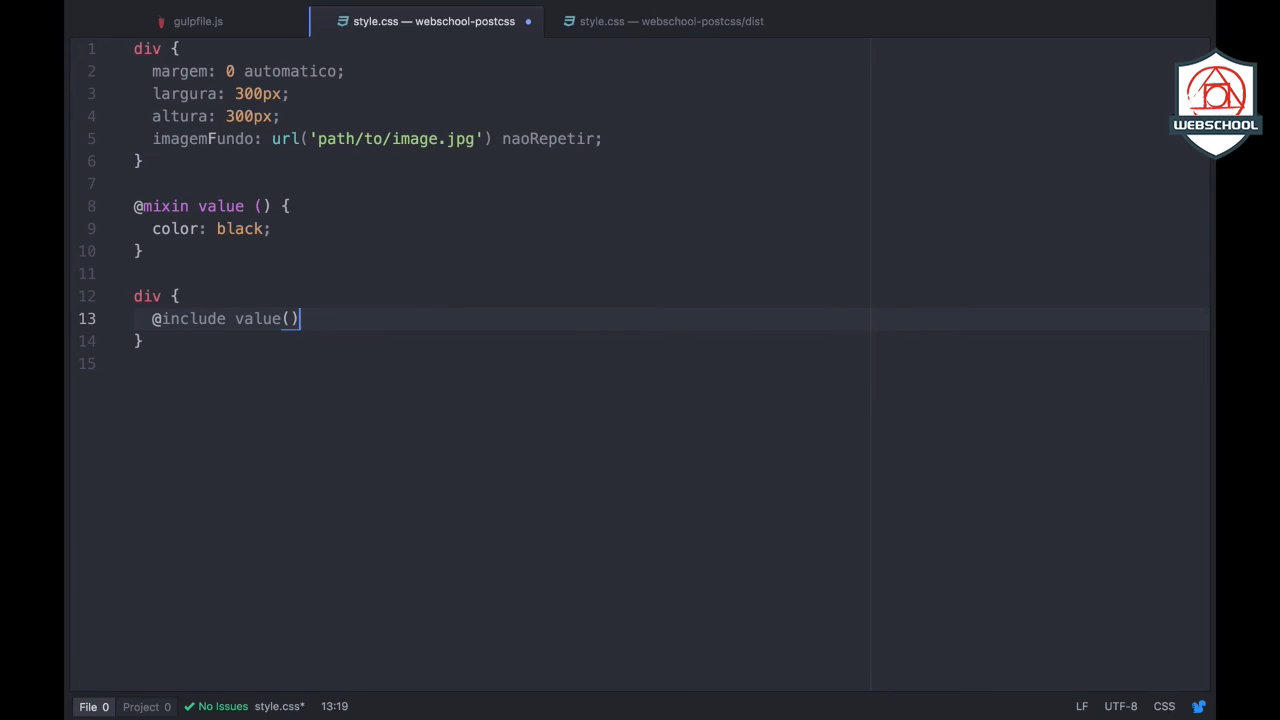 gulpfile.js
style.css — webschool-postcss
style.css — webschool-postcss/dist
1 div {
2 margem: 0 automatico;
3 largura: 300px;
4 altura: 300px;
5 imagemFundo: url('path/to/image.jpg') naoRepetir;
6 }
7
8 @mixin value () {
9 color: black;
10 }
11
12 div {
13 @include value()
14 }
15
WEBSCHOOL
File 0 Project 0 No Issues style.css* 13:19 LF UTF-8 CSS